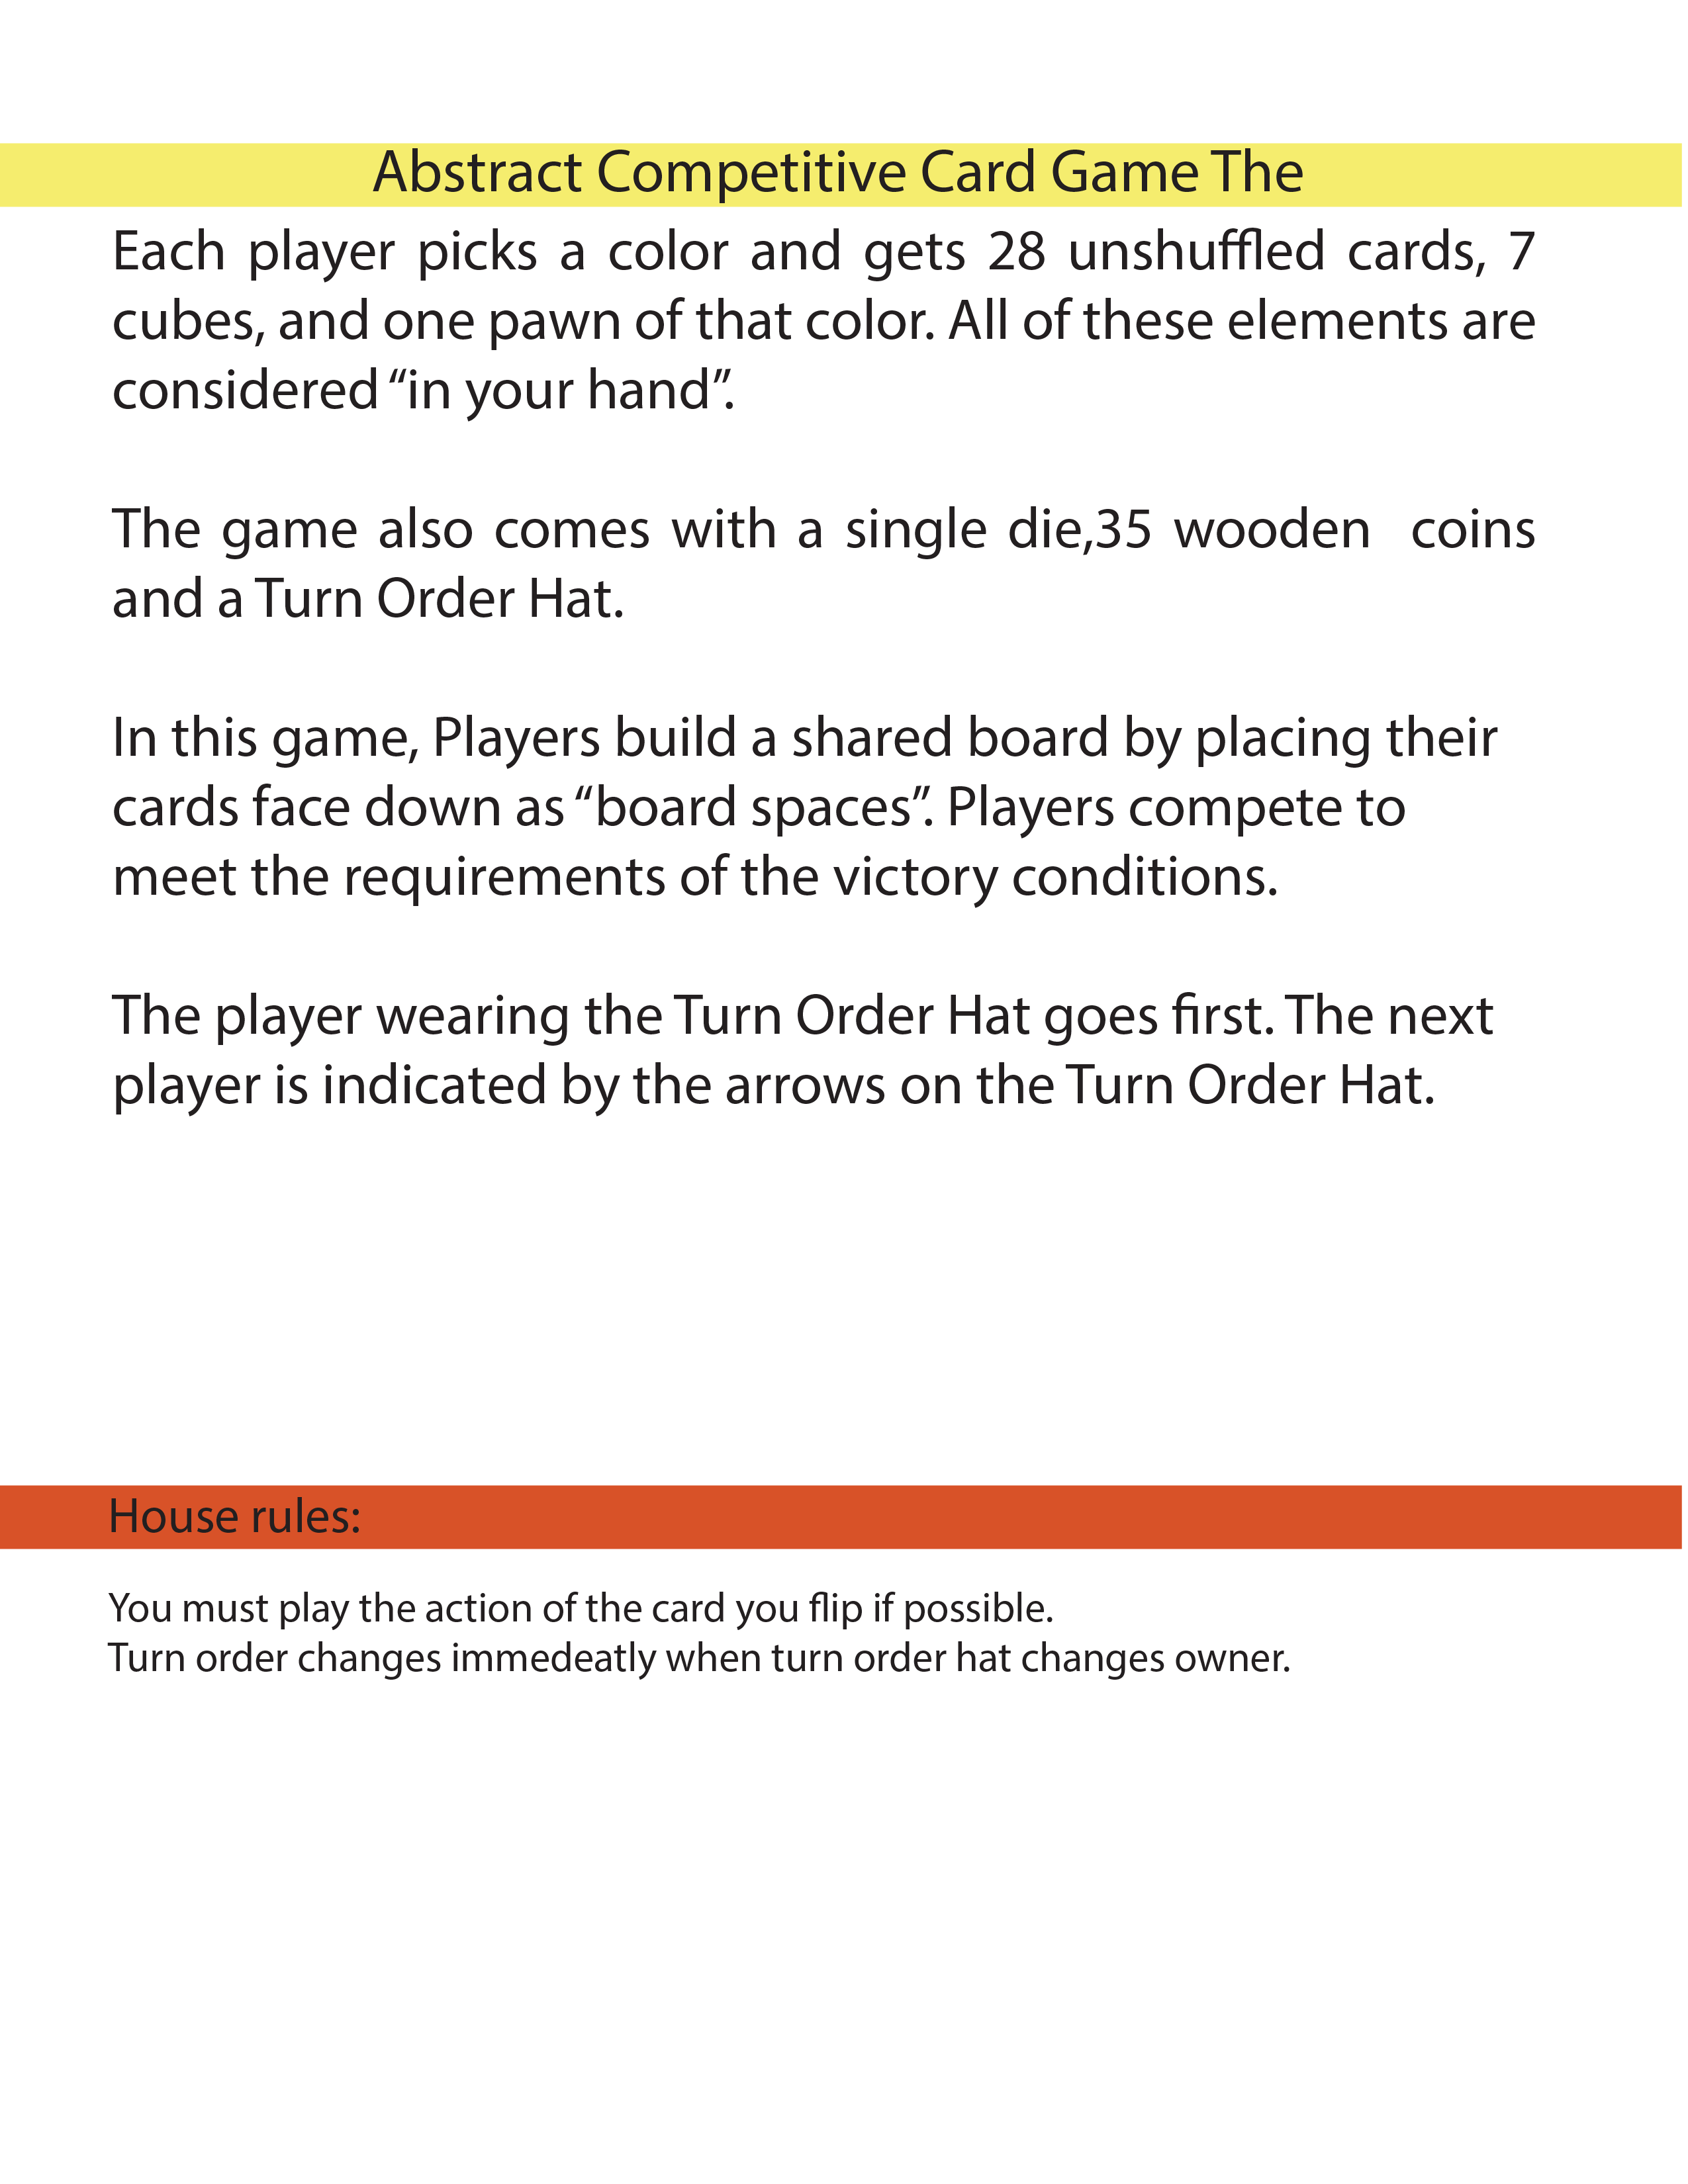 Abstract Competitive Card Game The
Each player picks a color and gets 28 unshuffled cards, 7
cubes, and one pawn of that color. All of these elements are
considered “in your hand”.
The game also comes with a single die,35 wooden  coins
and a Turn Order Hat.
In this game, Players build a shared board by placing their
cards face down as “board spaces”. Players compete to
meet the requirements of the victory conditions.
The player wearing the Turn Order Hat goes first. The next
player is indicated by the arrows on the Turn Order Hat.
House rules:
You must play the action of the card you flip if possible.
Turn order changes immedeatly when turn order hat changes owner.